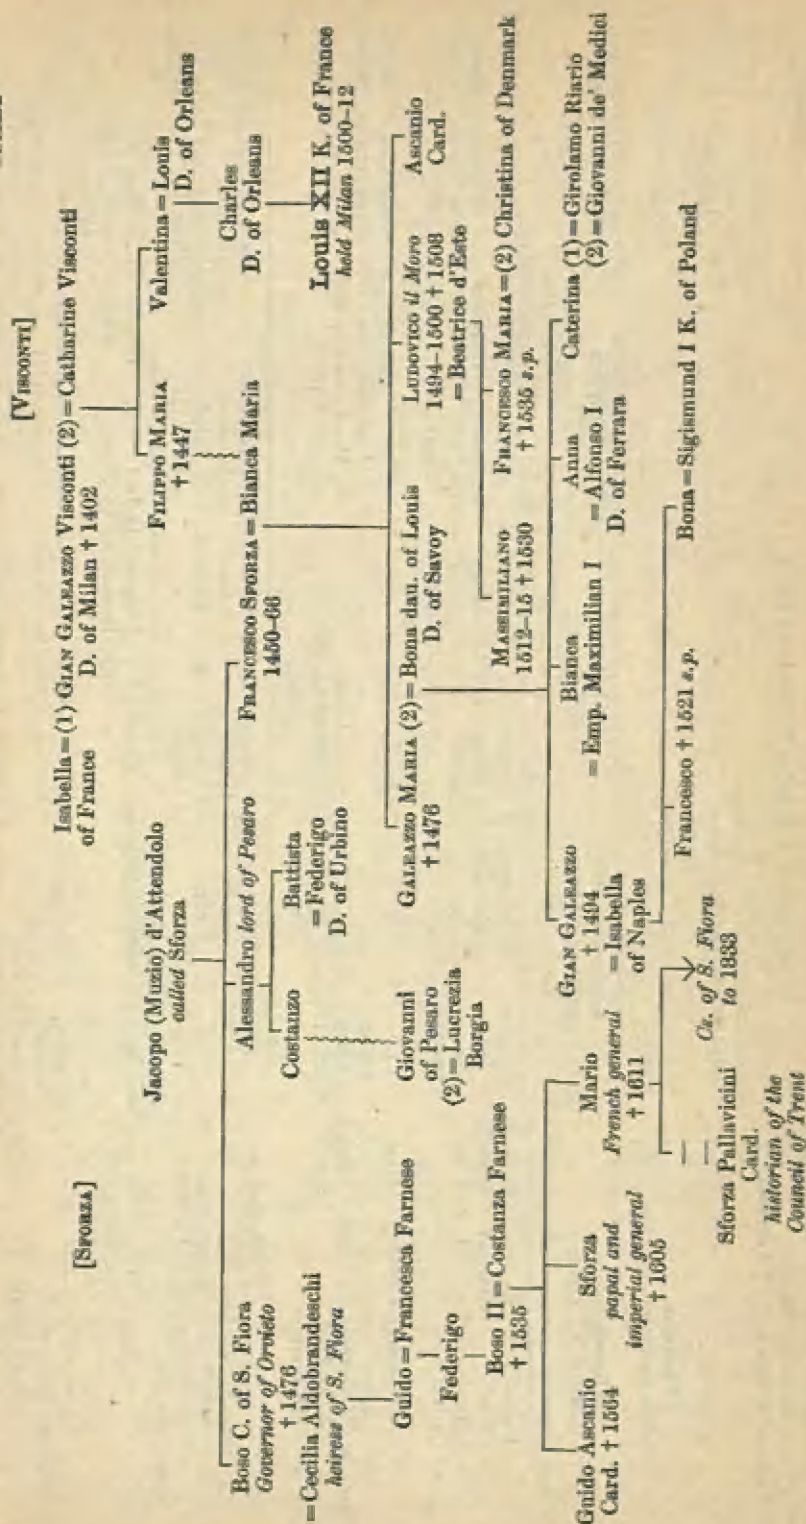 [VISCONTI]
Isabella=(1) GIAN GALEAZZO Visconti (2)=Catharine Visconti
of France D. of Milan † 1402
FILIPPO MARIA
† 1447
Valentina=Louis
D. of Orleans
Charles
D. of Orleans
Louis XII K. of France
held Milan 1500-12
[SFORZA]
Jacopo (Muzio) d'Attendolo
called Sforza
Boso C. of S. Fiora
Governor of Orvieto
† 1476
=Cecilia Aldobrandeschi
heiress of S. Fiora
Alessandro lord of Pesaro
FRANCESCO SFORZA=Bianca Maria
1450-66
Costanzo
Battista
=Federigo
D. of Urbino
Giovanni
of Pesaro
(2)=Lucrezia
Borgia
GALEAZZO MARIA (2)=Bona dau. of Louis
† 1476 D. of Savoy
LUDOVICO il Moro
1494-1500 † 1508
=Beatrice d'Este
Ascanio
Card.
Guido=Francesca Farnese
Federigo
Boso II=Costanza Farnese
† 1535
MASSIMILIANO
1512-15 † 1530
FRANCESCO MARIA=(2) Christina of Denmark
† 1535 s.p.
GIAN GALEAZZO
† 1494
=Isabella
of Naples
Bianca
=Emp. Maximilian I
Anna
=Alfonso I
D. of Ferrara
Caterina (1)=Girolamo Riario
(2)=Giovanni de' Medici
Guido Ascanio
Card. † 1564
Sforza
papal and
imperial general
† 1605
Mario
French general
† 1611
Francesco † 1521 s.p.
Bona=Sigismund I K. of Poland
Sforza Pallavicini
Card.
historian of the
Council of Trent
Cs. of S. Fiora
to 1833